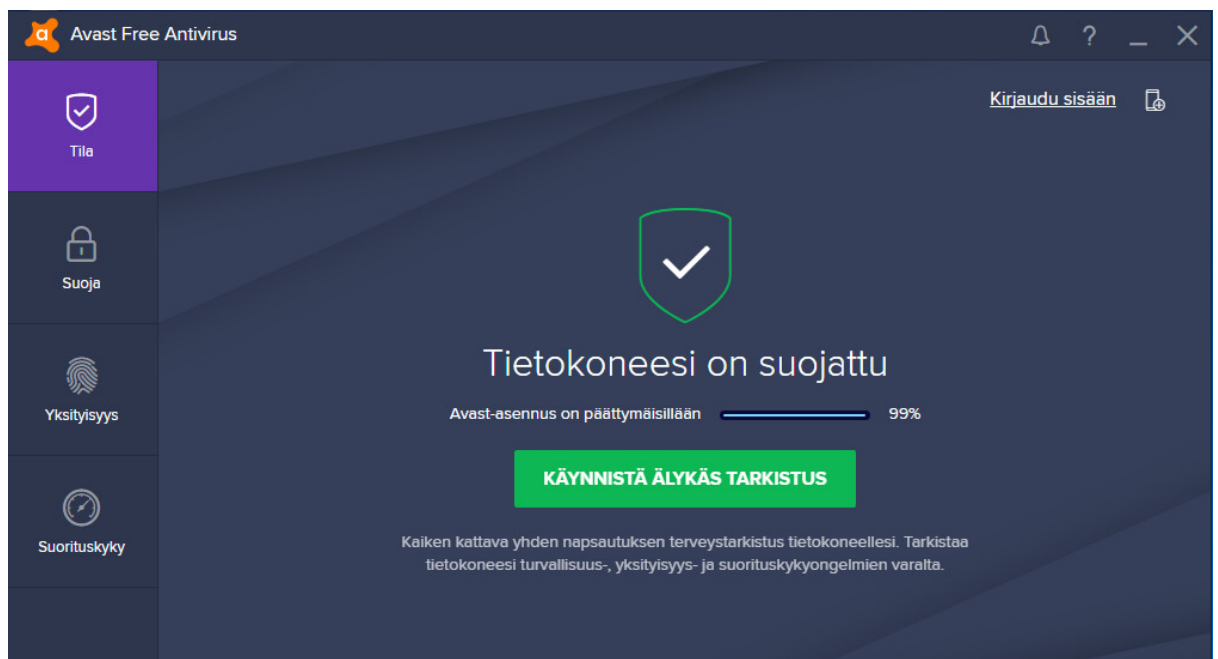 Avast Free Antivirus
Kirjaudu sisään
Tila
Suoja
Yksityisyys
Suorituskyky
Tietokoneesi on suojattu
Avast-asennus on päättymäisillään 99%
KÄYNNISTÄ ÄLYKÄS TARKISTUS
Kaiken kattava yhden napsautuksen terveystarkistus tietokoneellesi. Tarkistaa
tietokoneesi turvallisuus-, yksityisyys- ja suorituskykyongelmien varalta.